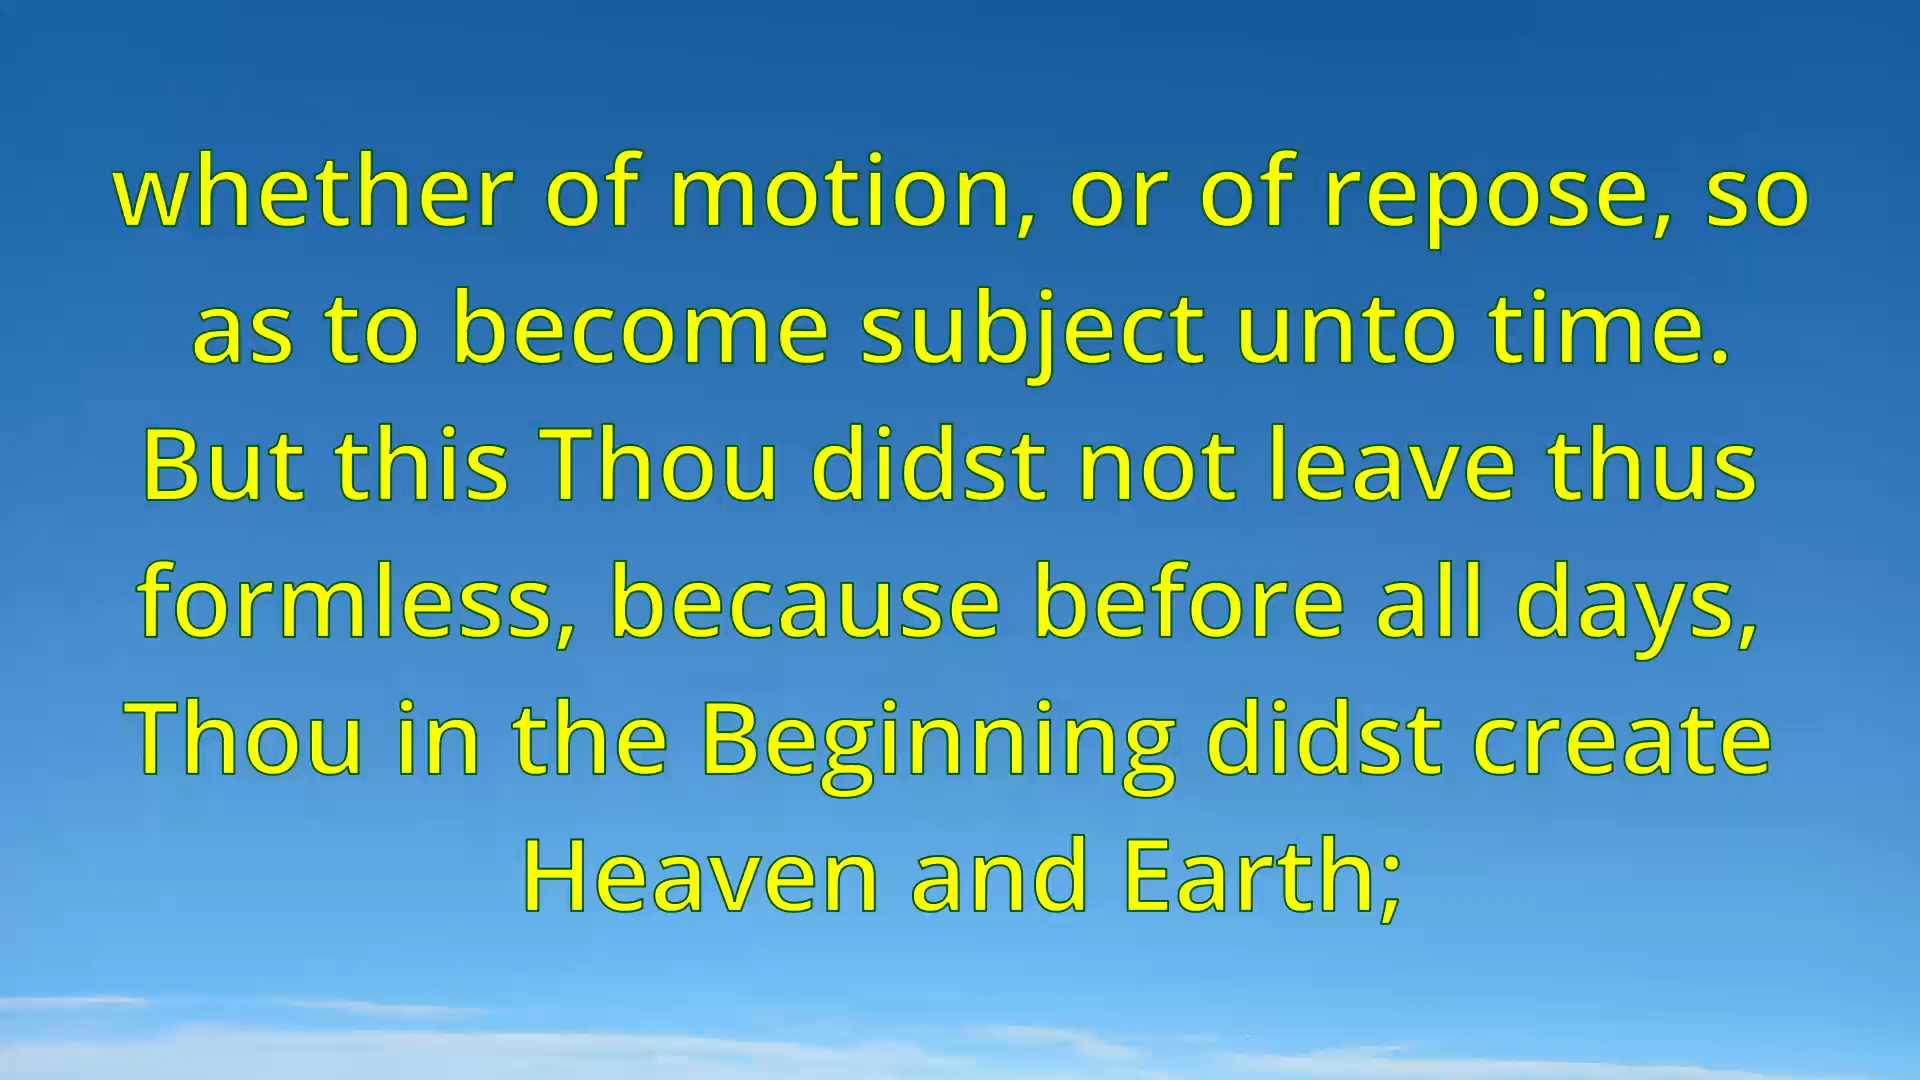 whether of motion, or of repose, so
as to become subject unto time.
But this Thou didst not leave thus
formless, because before all days,
Thou in the Beginning didst create
Heaven and Earth;